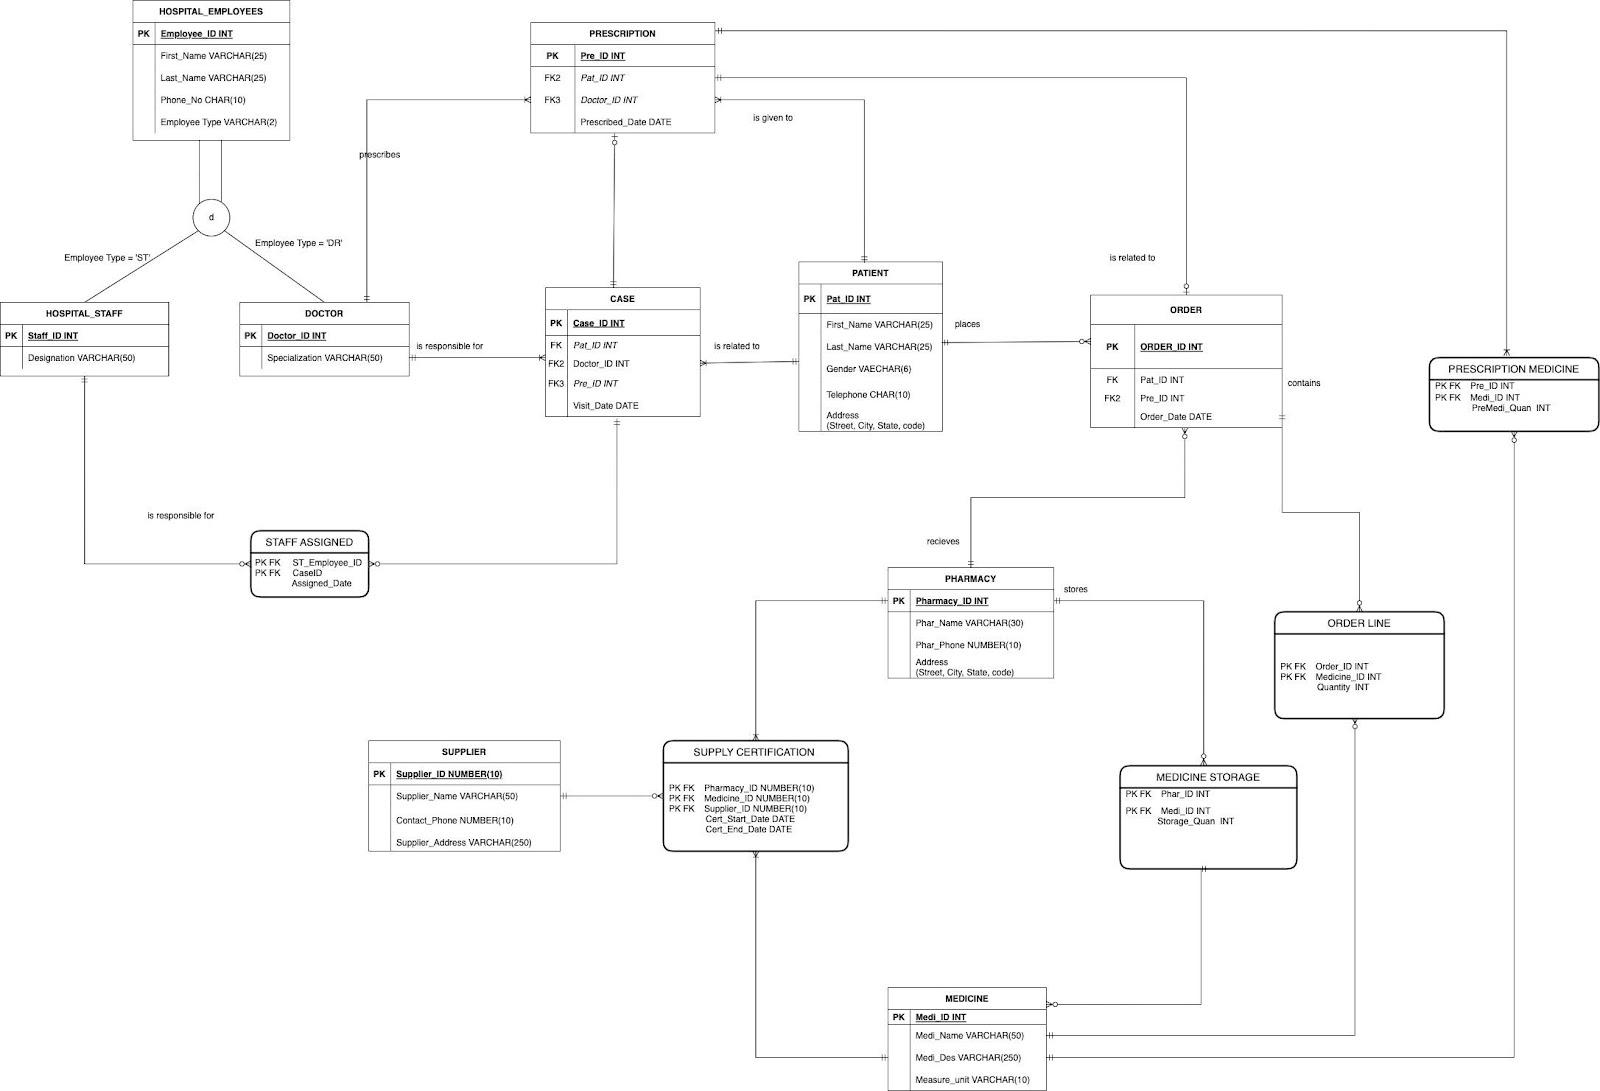 HOSPITAL_EMPLOYEES
PK Employee_ID INT
First_Name VARCHAR(25)
Last_Name VARCHAR(25)
Phone_No CHAR(10)
Employee Type VARCHAR(2)
d
Employee Type = 'ST'
Employee Type = 'DR'
HOSPITAL_STAFF
PK Staff_ID INT
Designation VARCHAR(50)
DOCTOR
PK Doctor_ID INT
Specialization VARCHAR(50)
prescribes
PRESCRIPTION
PK Pre_ID INT
FK2 Pat_ID INT
FK3 Doctor_ID INT
Prescribed_Date DATE
is given to
is responsible for
CASE
PK Case_ID INT
FK Pat_ID INT
FK2 Doctor_ID INT
FK3 Pre_ID INT
Visit_Date DATE
is related to
PATIENT
PK Pat_ID INT
First_Name VARCHAR(25)
Last_Name VARCHAR(25)
Gender VAECHAR(6)
Telephone CHAR(10)
Address
(Street, City, State, code)
places
is related to
ORDER
PK ORDER_ID INT
FK Pat_ID INT
FK2 Pre_ID INT
Order_Date DATE
contains
PRESCRIPTION MEDICINE
PK FK Pre_ID INT
PK FK Medi_ID INT
PreMedi_Quan INT
is responsible for
STAFF ASSIGNED
PK FK ST_Employee_ID
PK FK CaseID
Assigned_Date
recieves
PHARMACY
PK Pharmacy_ID INT
Phar_Name VARCHAR(30)
Phar_Phone NUMBER(10)
Address
(Street, City, State, code)
stores
ORDER LINE
PK FK Order_ID INT
PK FK Medicine_ID INT
Quantity INT
SUPPLIER
PK Supplier_ID NUMBER(10)
Supplier_Name VARCHAR(50)
Contact_Phone NUMBER(10)
Supplier_Address VARCHAR(250)
SUPPLY CERTIFICATION
PK FK Pharmacy_ID NUMBER(10)
PK FK Medicine_ID NUMBER(10)
PK FK Supplier_ID NUMBER(10)
Cert_Start_Date DATE
Cert_End_Date DATE
MEDICINE STORAGE
PK FK Phar_ID INT
PK FK Medi_ID INT
Storage_Quan INT
MEDICINE
PK Medi_ID INT
Medi_Name VARCHAR(50)
Medi_Des VARCHAR(250)
Measure_unit VARCHAR(10)